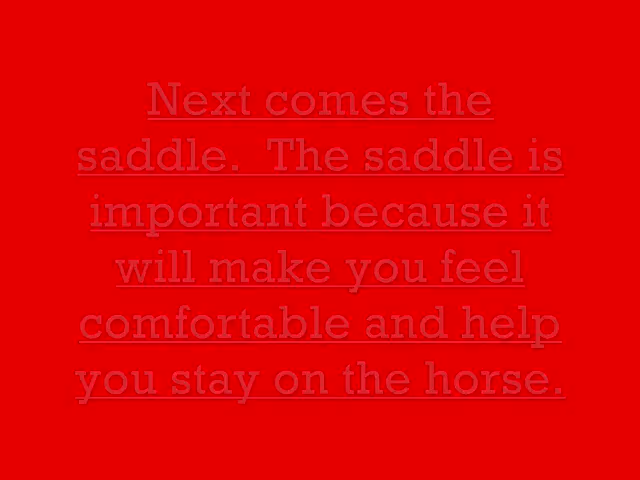 Next comes the
saddle.  The saddle is
important because it
will make you feel
comfortable and help
you stay on the horse.